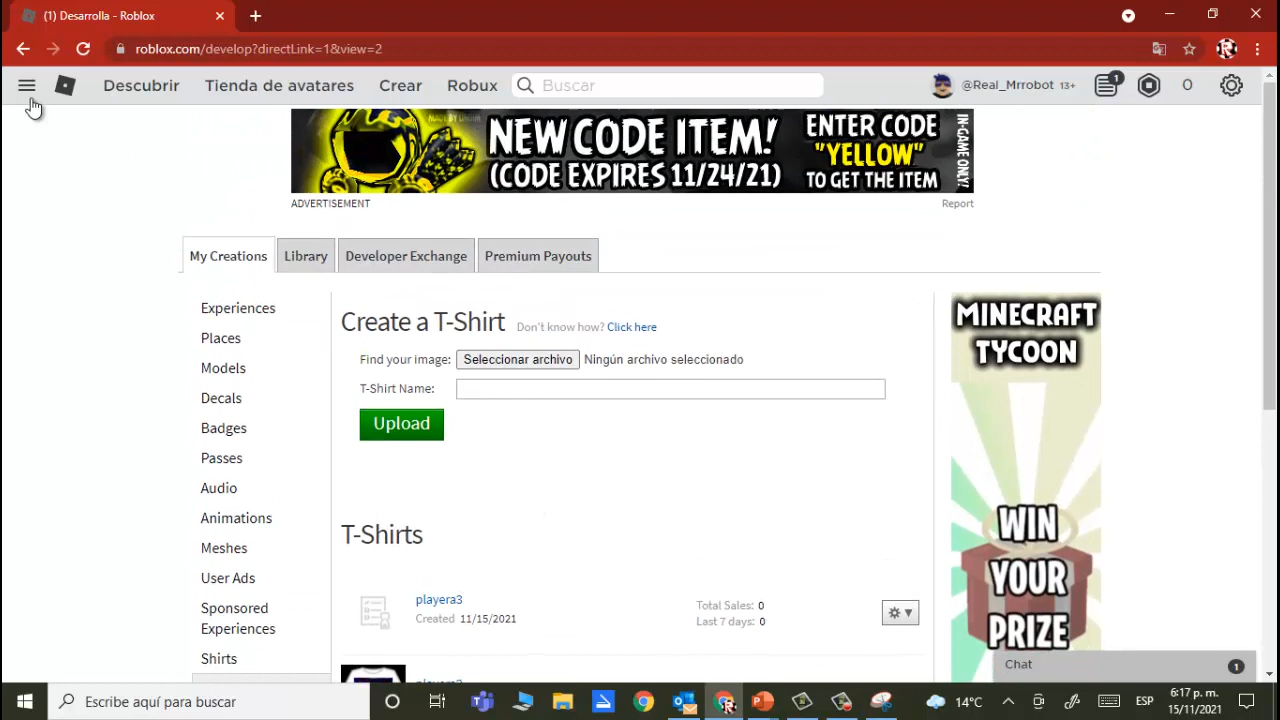 (1) Desarrolla - Roblox
roblox.com/develop?directLink=1&view=2
Descubrir Tienda de avatares Crear Robux Buscar @Real_Mrrobot 13+ 1 0
MADE BY LINJIM
NEW CODE ITEM!
(CODE EXPIRES 11/24/21)
ENTER CODE
"YELLOW"
TO GET THE ITEM
IN-GAME ONLY!
ADVERTISEMENT Report
My Creations Library Developer Exchange Premium Payouts
Experiences
Places
Models
Decals
Badges
Passes
Audio
Animations
Meshes
User Ads
Sponsored
Experiences
Shirts
Create a T-Shirt Don't know how? Click here
Find your image: Seleccionar archivo Ningún archivo seleccionado
T-Shirt Name:
Upload
T-Shirts
playera3
Created 11/15/2021
Total Sales: 0
Last 7 days: 0
MINECRAFT
TYCOON
WIN
YOUR
PRIZE
Chat 1
Escribe aquí para buscar
14°C
ESP
6:17 p. m.
15/11/2021